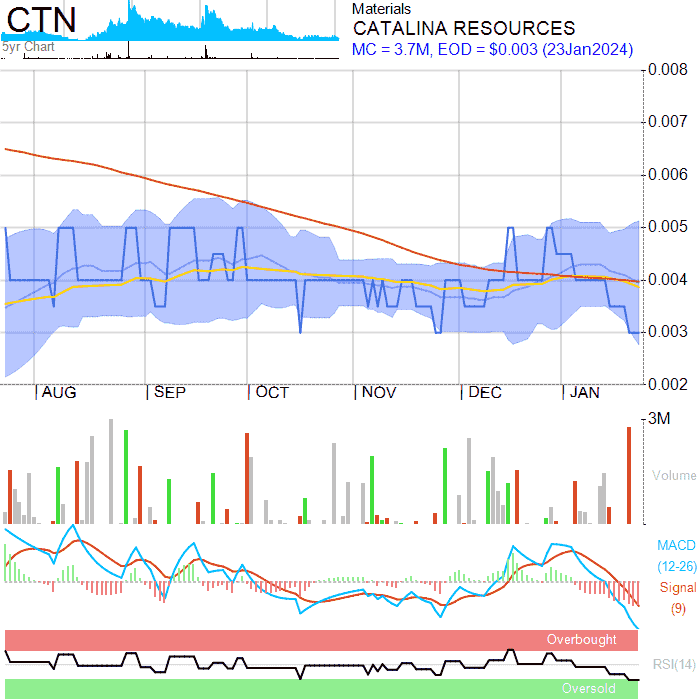 CTN
5yr Chart
Materials
CATALINA RESOURCES
MC = 3.7M, EOD = $0.003 (23Jan2024)
0.008
0.007
0.006
0.005
0.004
0.003
0.002
AUG SEP OCT NOV DEC JAN
3M
Volume
MACD
(12-26)
Signal
(9)
Overbought
RSI(14)
Oversold